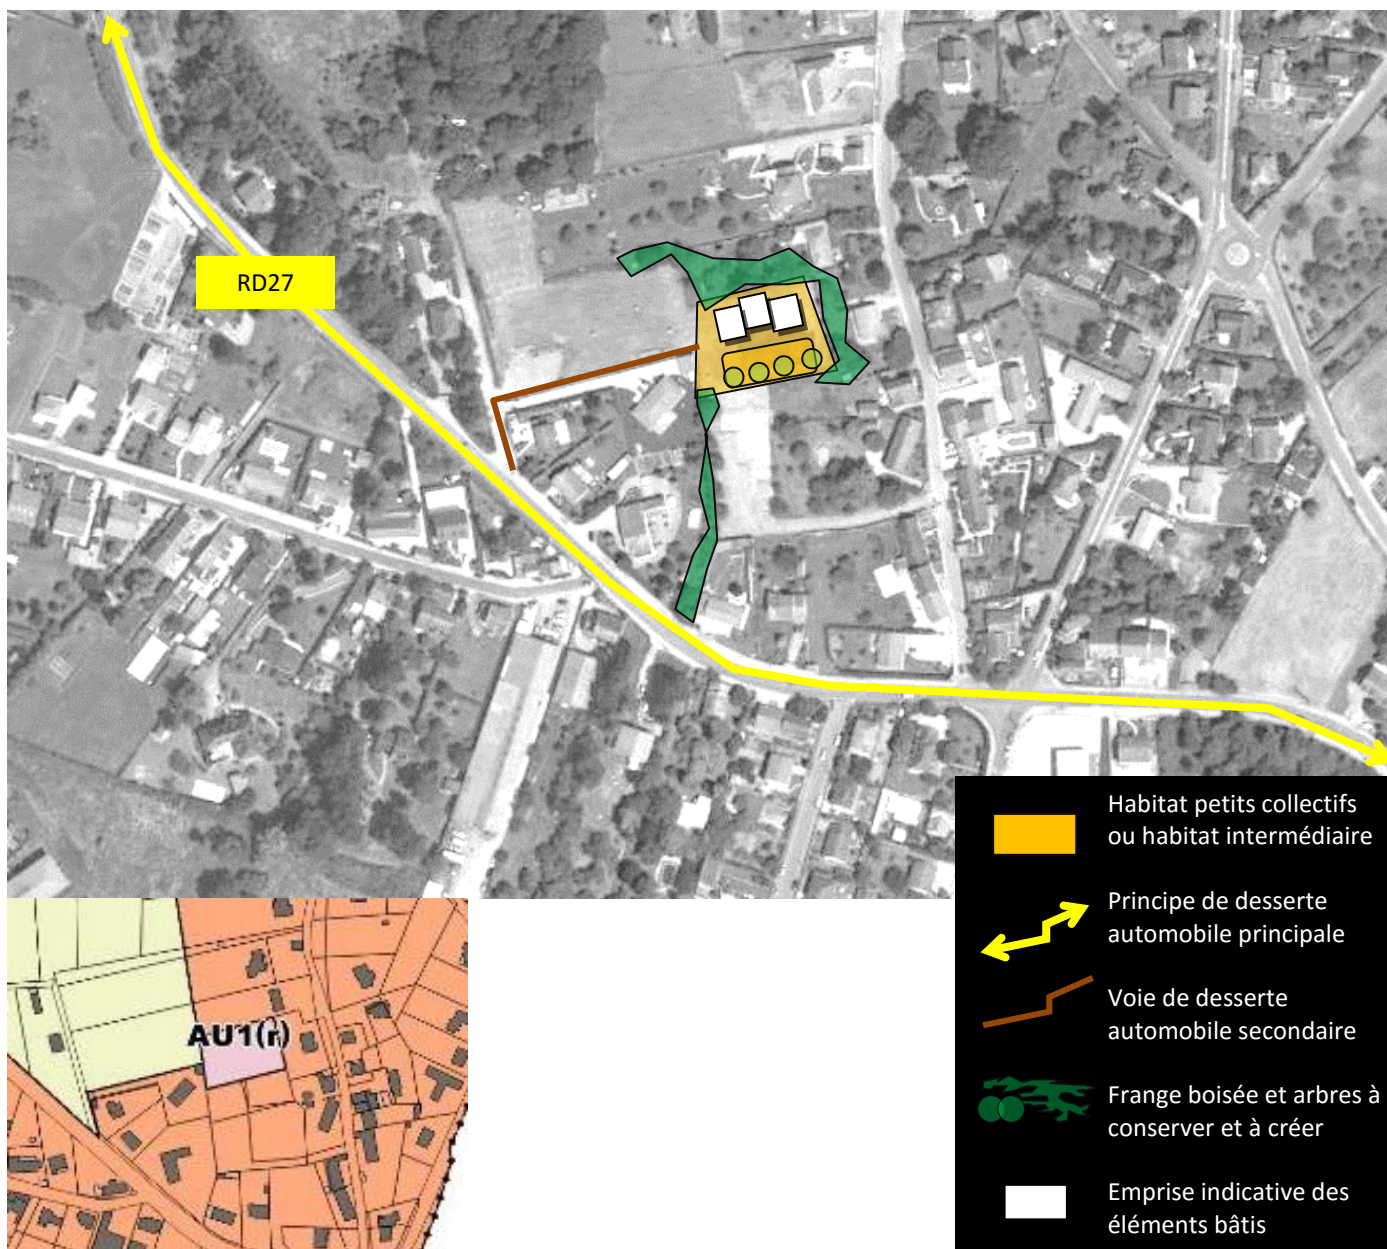 RD27
AU1(r)
Habitat petits collectifs
ou habitat intermédiaire
Principe de desserte
automobile principale
Voie de desserte
automobile secondaire
Frange boisée et arbres à
conserver et à créer
Emprise indicative des
éléments bâtis